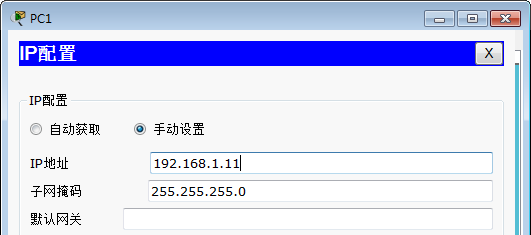 PC1
IP配置
X
IP配置
自动获取 手动设置
IP地址 192.168.1.11
子网掩码 255.255.255.0
默认网关